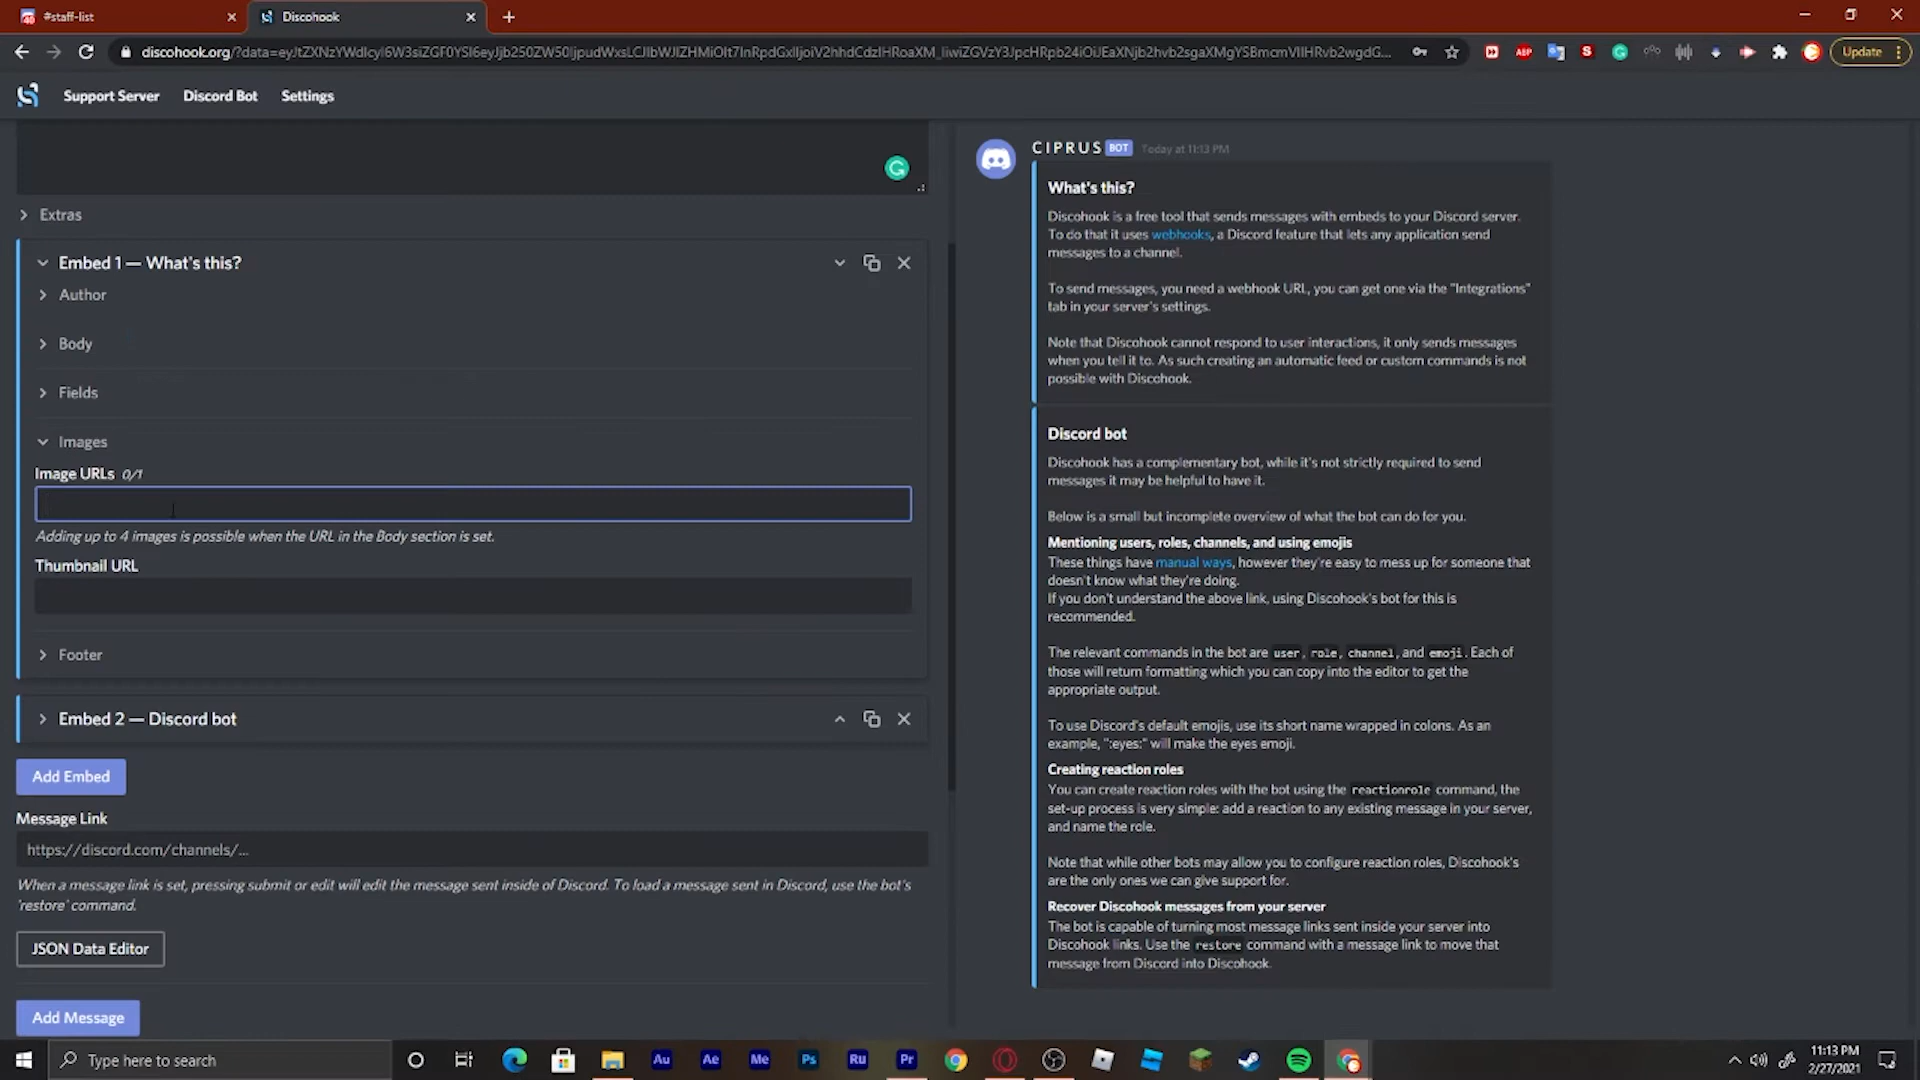 #staff-list
Discohook
Update
Support Server
Discord Bot
Settings
Extras
Embed 1 — What's this?
Author
Body
Fields
Images
Image URLs 0/1
Adding up to 4 images is possible when the URL in the Body section is set.
Thumbnail URL
Footer
Embed 2 — Discord bot
Add Embed
Message Link
https://discord.com/channels/...
When a message link is set, pressing submit or edit will edit the message sent inside of Discord. To load a message sent in Discord, use the bot's
'restore' command.
JSON Data Editor
Add Message
CIPRUS BOT Today at 11:13 PM
What's this?
Discohook is a free tool that sends messages with embeds to your Discord server.
To do that it uses webhooks, a Discord feature that lets any application send
messages to a channel.
To send messages, you need a webhook URL, you can get one via the "Integrations"
tab in your server's settings.
Note that Discohook cannot respond to user interactions, it only sends messages
when you tell it to. As such creating an automatic feed or custom commands is not
possible with Discohook.
Discord bot
Discohook has a complementary bot, while it's not strictly required to send
messages it may be helpful to have it.
Below is a small but incomplete overview of what the bot can do for you.
Mentioning users, roles, channels, and using emojis
These things have manual ways, however they're easy to mess up for someone that
doesn't know what they're doing.
If you don't understand the above link, using Discohook's bot for this is
recommended.
The relevant commands in the bot are user, role, channel, and emoji. Each of
those will return formatting which you can copy into the editor to get the
appropriate output.
To use Discord's default emojis, use its short name wrapped in colons. As an
example, ":eyes:" will make the eyes emoji.
Creating reaction roles
You can create reaction roles with the bot using the reactionrole command, the
set-up process is very simple: add a reaction to any existing message in your server,
and name the role.
Note that while other bots may allow you to configure reaction roles, Discohook's
are the only ones we can give support for.
Recover Discohook messages from your server
The bot is capable of turning most message links sent inside your server into
Discohook links. Use the restore command with a message link to move that
message from Discord into Discohook.
Type here to search
Au
Ae
Me
Ps
Ru
Pr
11:13 PM
2/27/2021